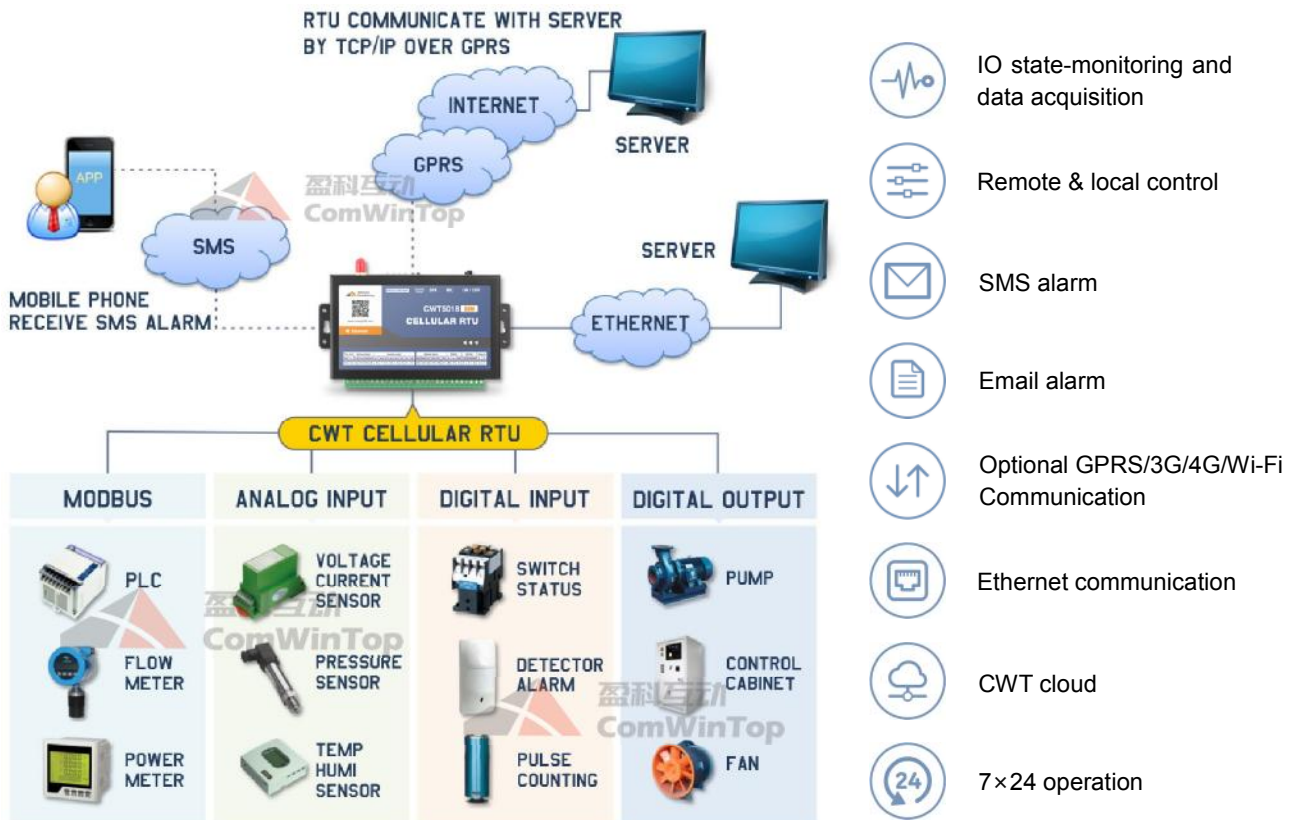 RTU COMMUNICATE WITH SERVER
BY TCP/IP OVER GPRS
INTERNET
GPRS
SERVER
APP
盈科互动
ComWinTop
SMS
SERVER
MOBILE PHONE
RECEIVE SMS ALARM
CWT5018
CELLULAR RTU
ETHERNET
CWT CELLULAR RTU
MODBUS
ANALOG INPUT
DIGITAL INPUT
DIGITAL OUTPUT
PLC
FLOW
METER
POWER
METER
VOLTAGE
CURRENT
SENSOR
PRESSURE
SENSOR
TEMP
HUMI
SENSOR
SWITCH
STATUS
DETECTOR
ALARM
PULSE
COUNTING
PUMP
CONTROL
CABINET
FAN
盈科互动
ComWinTop
盈科互动
ComWinTop
IO state-monitoring and
data acquisition
Remote & local control
SMS alarm
Email alarm
Optional GPRS/3G/4G/Wi-Fi
Communication
Ethernet communication
CWT cloud
24
7×24 operation